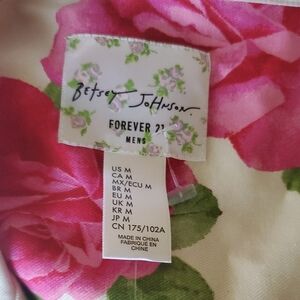 Betsey Johnson.
FOREVER 21
MENS
US M
CA M
MX/ECU M
BR M
EU M
UK M
KR M
JP M
CN 175/102A
MADE IN CHINA
FABRIQUE EN
CHINE